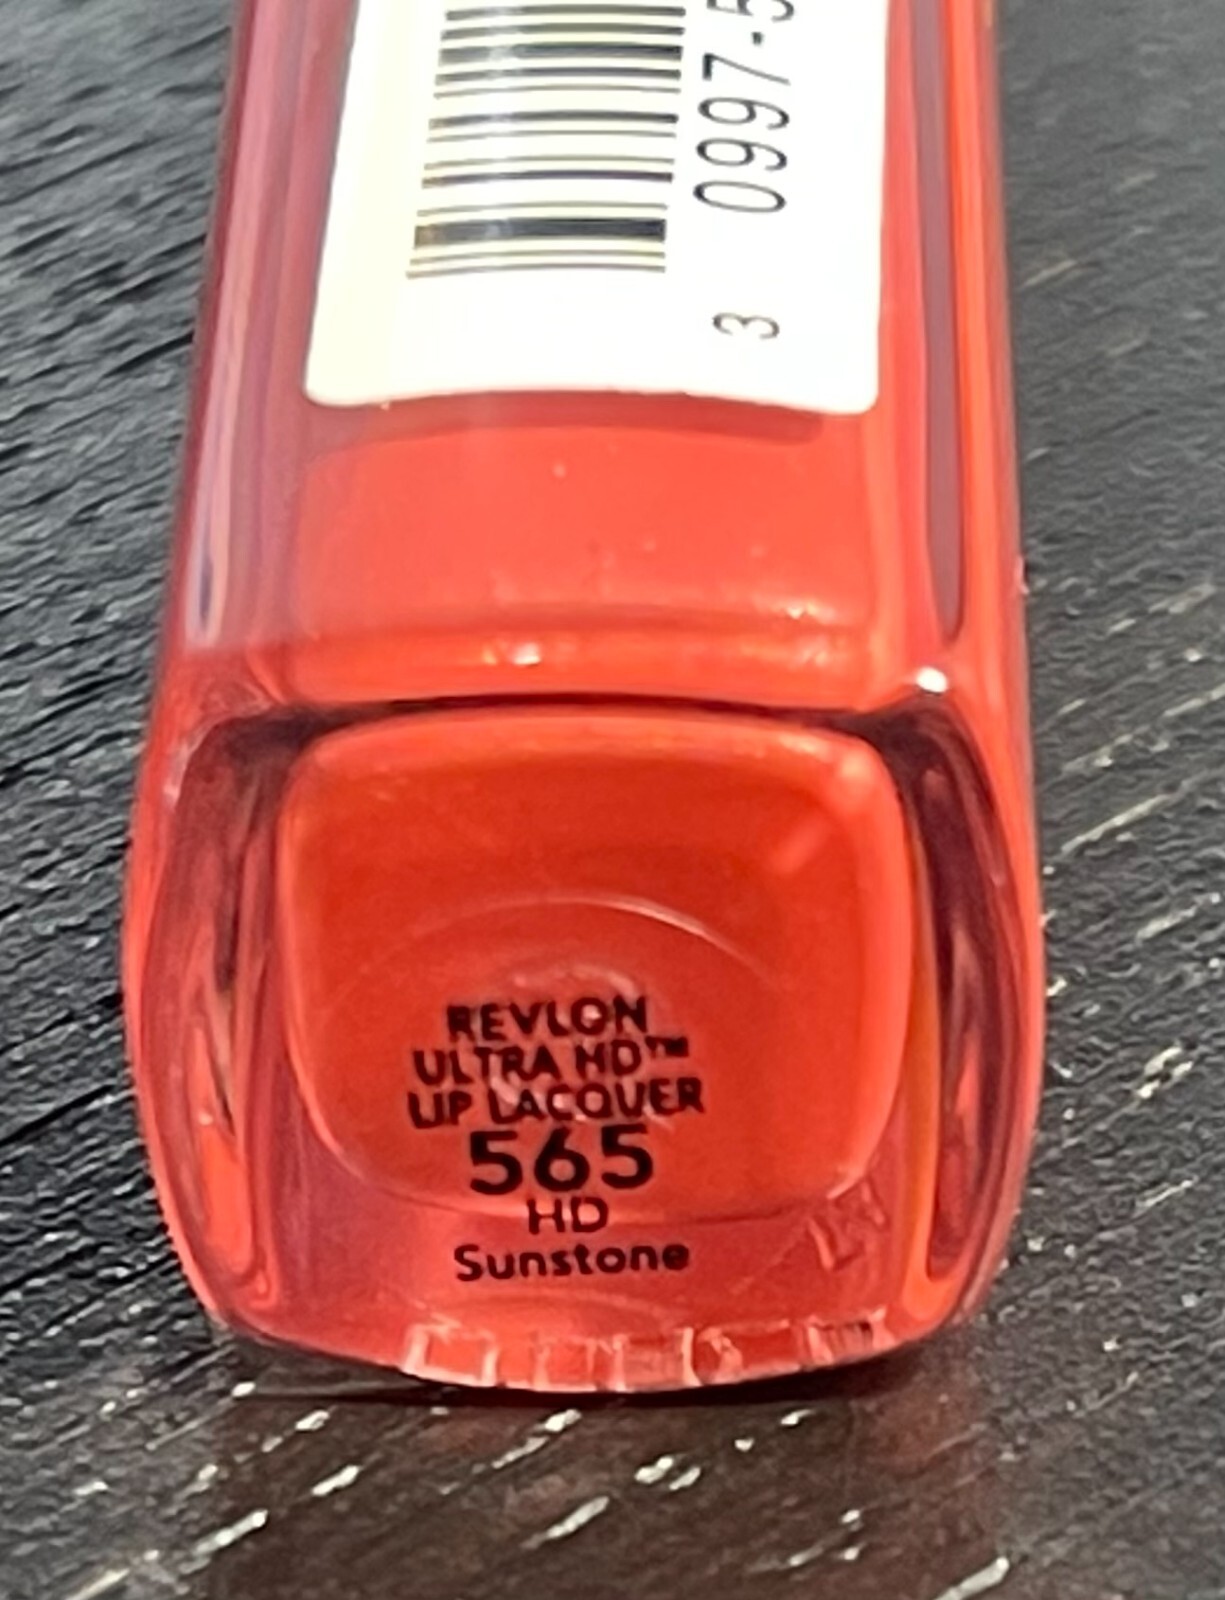 3 0997-5
REVLON
ULTRA HD™
LIP LACQUER
565
HD
Sunstone